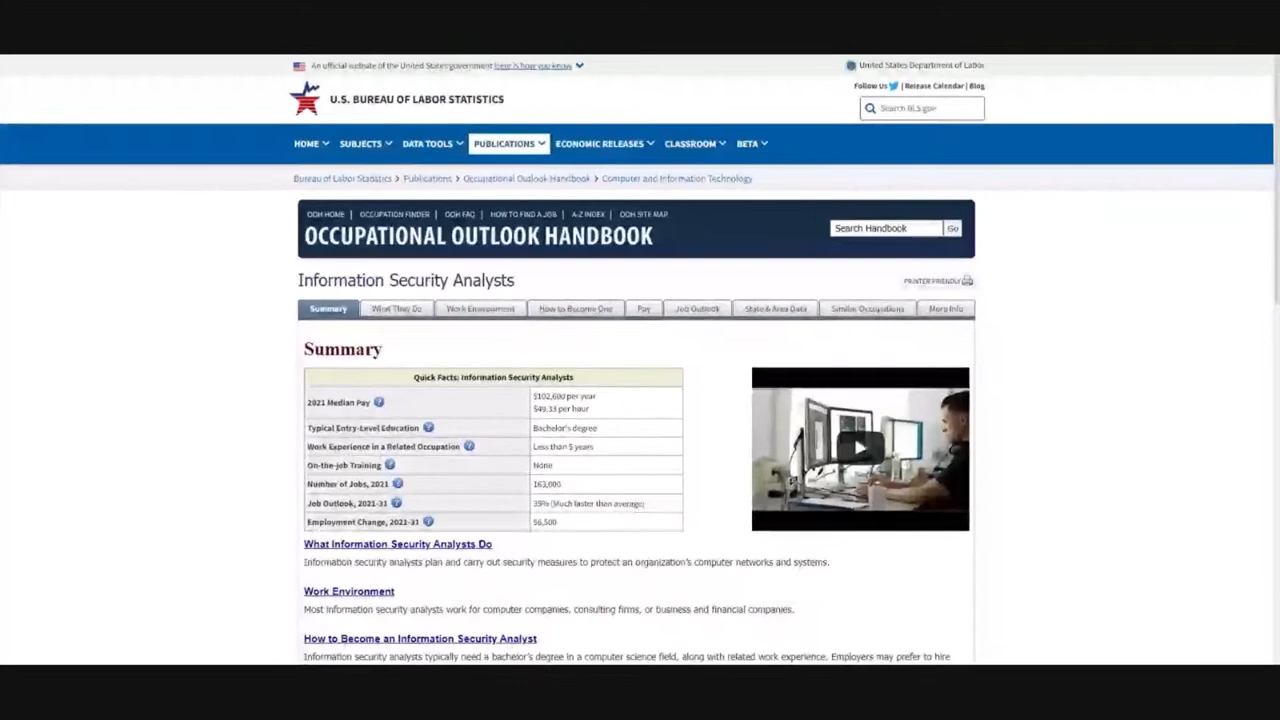 An official website of the United States government Here is how you know
United States Department of Labor
Follow Us | Release Calendar | Blog
U.S. BUREAU OF LABOR STATISTICS
Search BLS.gov
HOME SUBJECTS DATA TOOLS PUBLICATIONS ECONOMIC RELEASES CLASSROOM BETA
Bureau of Labor Statistics > Publications > Occupational Outlook Handbook > Computer and Information Technology
OOH HOME | OCCUPATION FINDER | OOH FAQ | HOW TO FIND A JOB | A-Z INDEX | OOH SITE MAP
OCCUPATIONAL OUTLOOK HANDBOOK
Search Handbook Go
Information Security Analysts
PRINTER FRIENDLY
Summary What They Do Work Environment How to Become One Pay Job Outlook State & Area Data Similar Occupations More Info
Summary
Quick Facts: Information Security Analysts
2021 Median Pay $102,600 per year
$49.33 per hour
Typical Entry-Level Education Bachelor's degree
Work Experience in a Related Occupation Less than 5 years
On-the-job Training None
Number of Jobs, 2021 163,000
Job Outlook, 2021-31 35% (Much faster than average)
Employment Change, 2021-31 56,500
What Information Security Analysts Do
Information security analysts plan and carry out security measures to protect an organization's computer networks and systems.
Work Environment
Most information security analysts work for computer companies, consulting firms, or business and financial companies.
How to Become an Information Security Analyst
Information security analysts typically need a bachelor's degree in a computer science field, along with related work experience. Employers may prefer to hire